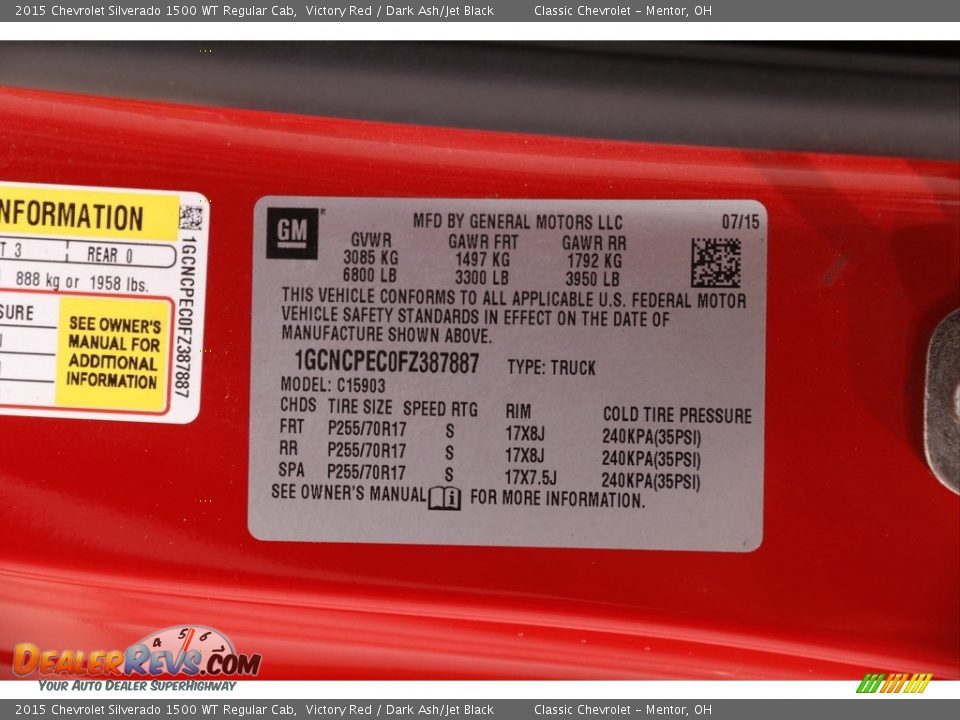 2015 Chevrolet Silverado 1500 WT Regular Cab, Victory Red / Dark Ash/Jet Black Classic Chevrolet - Mentor, OH
NFORMATION
T 3 REAR 0
888 kg or 1958 lbs.
SURE
SEE OWNER'S
MANUAL FOR
ADDITIONAL
INFORMATION
1GCNCPEC0FZ387887
GM
MFD BY GENERAL MOTORS LLC 07/15
GVWR GAWR FRT GAWR RR
3085 KG 1497 KG 1792 KG
6800 LB 3300 LB 3950 LB
THIS VEHICLE CONFORMS TO ALL APPLICABLE U.S. FEDERAL MOTOR
VEHICLE SAFETY STANDARDS IN EFFECT ON THE DATE OF
MANUFACTURE SHOWN ABOVE.
1GCNCPEC0FZ387887 TYPE: TRUCK
MODEL: C15903
CHDS TIRE SIZE SPEED RTG RIM COLD TIRE PRESSURE
FRT P255/70R17 S 17X8J 240KPA(35PSI)
RR P255/70R17 S 17X8J 240KPA(35PSI)
SPA P255/70R17 S 17X7.5J 240KPA(35PSI)
SEE OWNER'S MANUAL i FOR MORE INFORMATION.
4 5 6
DealerRevs.com
Your Auto Dealer SuperHighway
2015 Chevrolet Silverado 1500 WT Regular Cab, Victory Red / Dark Ash/Jet Black Classic Chevrolet - Mentor, OH